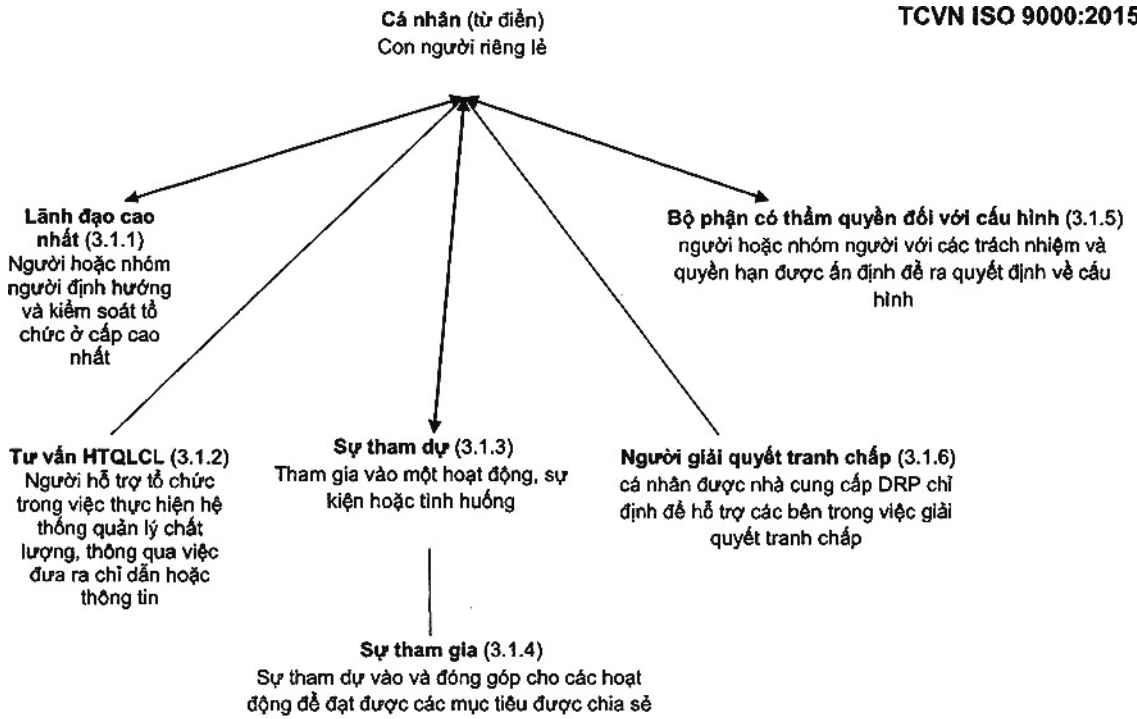 TCVN ISO 9000:2015
Cá nhân (từ điển)
Con người riêng lẻ
Lãnh đạo cao
nhất (3.1.1)
Người hoặc nhóm
người định hướng
và kiểm soát tổ
chức ở cấp cao
nhất
Bộ phận có thẩm quyền đối với cấu hình (3.1.5)
người hoặc nhóm người với các trách nhiệm và
quyền hạn được ấn định để ra quyết định về cấu
hình
Tư vấn HTQLCL (3.1.2)
Người hỗ trợ tổ chức
trong việc thực hiện hệ
thống quản lý chất
lượng, thông qua việc
đưa ra chỉ dẫn hoặc
thông tin
Sự tham dự (3.1.3)
Tham gia vào một hoạt động, sự
kiện hoặc tình huống
Người giải quyết tranh chấp (3.1.6)
cá nhân được nhà cung cấp DRP chỉ
định để hỗ trợ các bên trong việc giải
quyết tranh chấp
Sự tham gia (3.1.4)
Sự tham dự vào và đóng góp cho các hoạt
động để đạt được các mục tiêu được chia sẻ